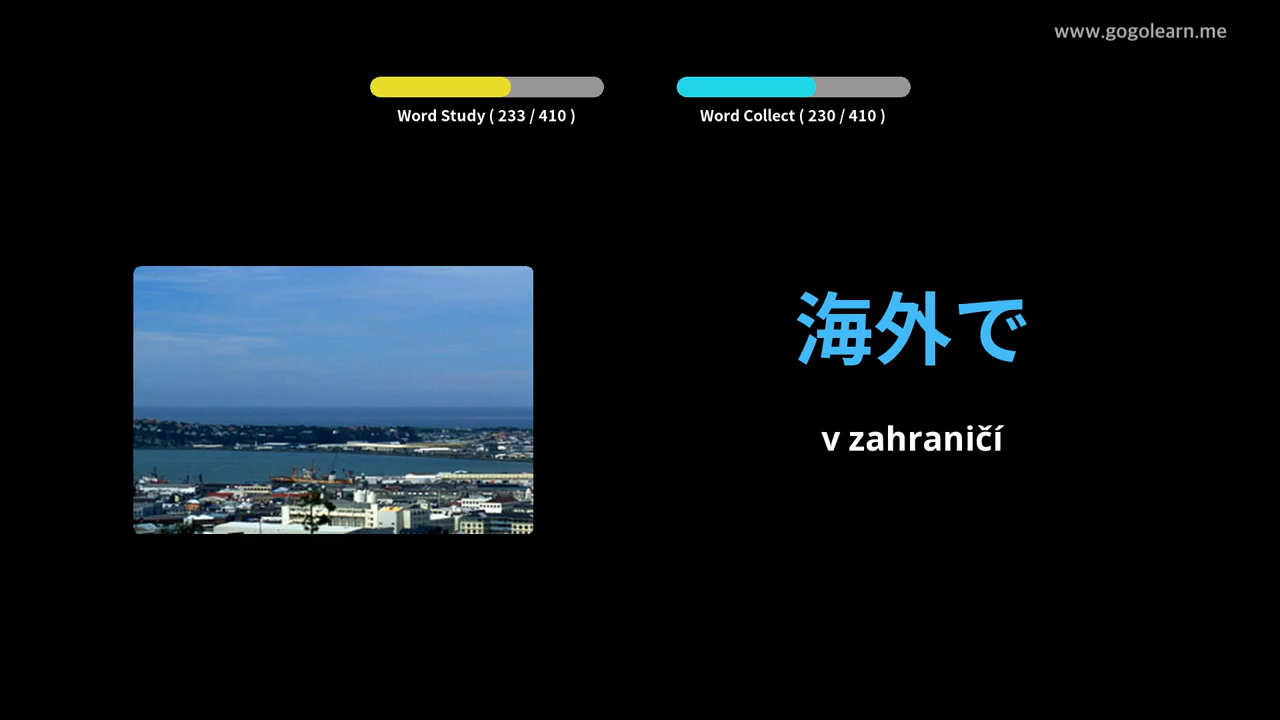 www.gogolearn.me
Word Study ( 233 / 410 )
Word Collect ( 230 / 410 )
海外で
v zahraničí